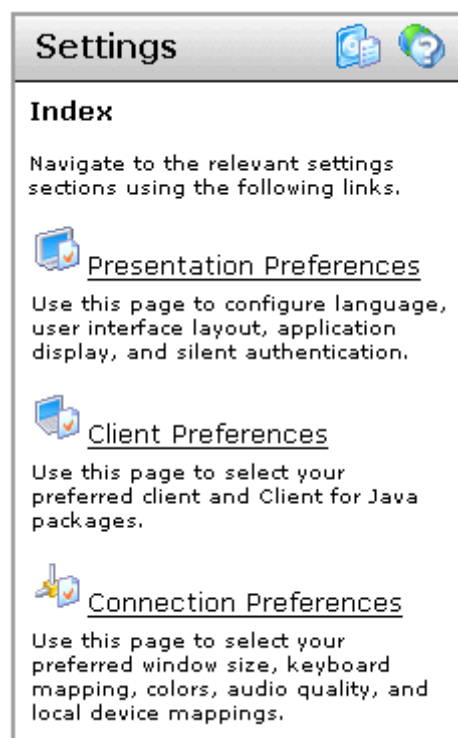 Settings
Index
Navigate to the relevant settings
sections using the following links.
Presentation Preferences
Use this page to configure language,
user interface layout, application
display, and silent authentication.
Client Preferences
Use this page to select your
preferred client and Client for Java
packages.
Connection Preferences
Use this page to select your
preferred window size, keyboard
mapping, colors, audio quality, and
local device mappings.